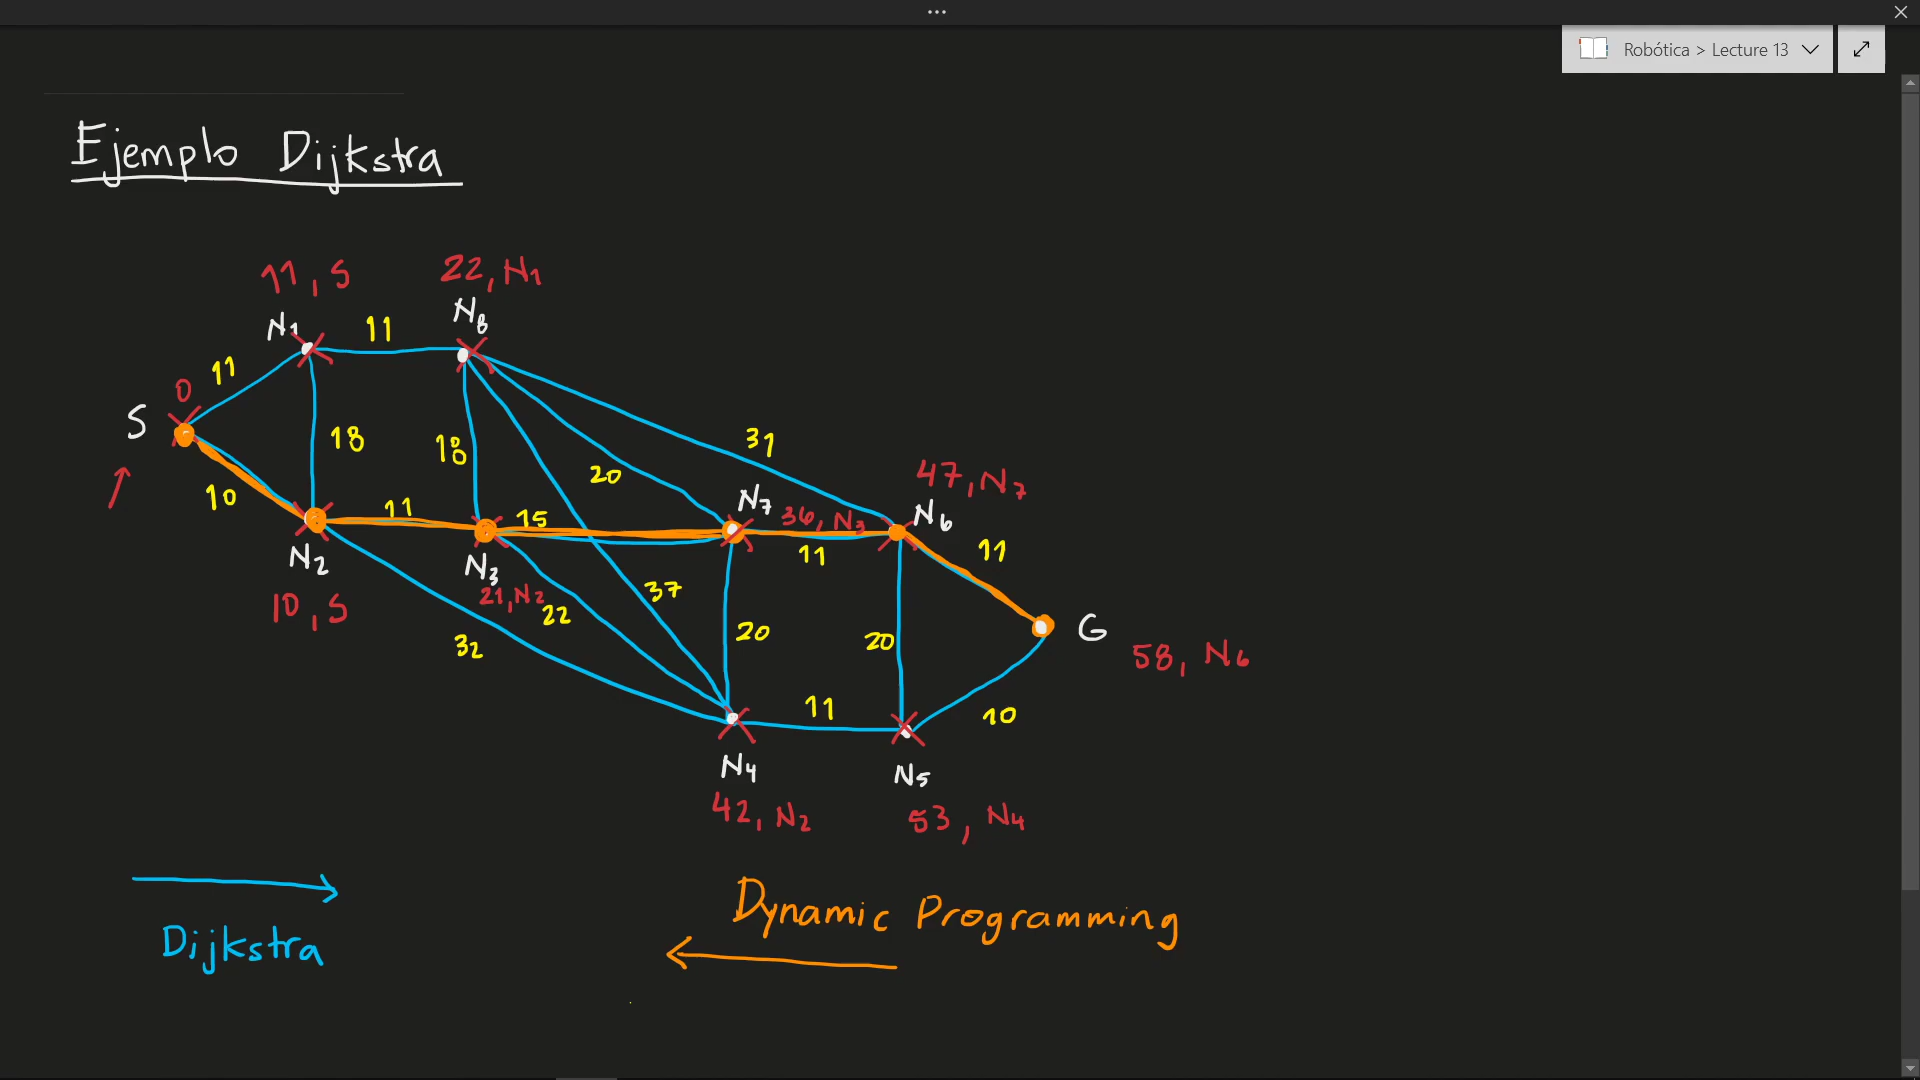 ...
Robótica > Lecture 13
Ejemplo Dijkstra
11, S
22, N1
N1
11
N8
11
0
S
18
18
31
20
47, N7
10
11
15
N7
36, N3
N6
11
11
N2
N3
21, N2
10, S
22
37
32
20
20
G
58, N6
11
10
N4
N5
42, N2
53, N4
Dynamic Programming
Dijkstra